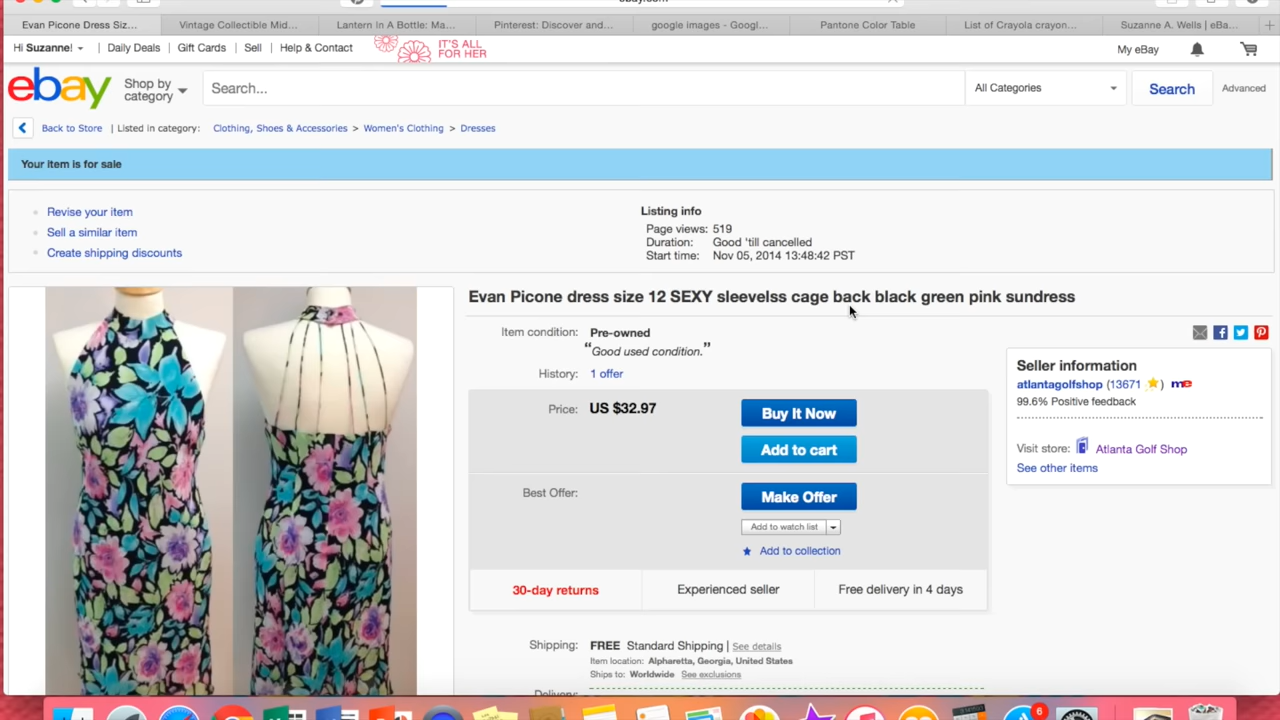 ebay.com
Evan Picone Dress Siz...
Vintage Collectible Mid...
Lantern In A Bottle: Ma...
Pinterest: Discover and...
google images - Googl...
Pantone Color Table
List of Crayola crayon...
Suzanne A. Wells | eBa...
Hi Suzanne!
Daily Deals
Gift Cards
Sell
Help & Contact
IT'S ALL
FOR HER
My eBay
ebay
Shop by
category
Search...
All Categories
Search
Advanced
Back to Store | Listed in category: Clothing, Shoes & Accessories > Women's Clothing > Dresses
Your item is for sale
Revise your item
Sell a similar item
Create shipping discounts
Listing info
Page views: 519
Duration: Good 'till cancelled
Start time: Nov 05, 2014 13:48:42 PST
Evan Picone dress size 12 SEXY sleevelss cage back black green pink sundress
Item condition: Pre-owned
“Good used condition.”
History: 1 offer
Price: US $32.97
Buy It Now
Add to cart
Best Offer:
Make Offer
Add to watch list
Add to collection
30-day returns
Experienced seller
Free delivery in 4 days
Shipping: FREE Standard Shipping | See details
Item location: Alpharetta, Georgia, United States
Ships to: Worldwide See exclusions
Delivery:
Seller information
atlantagolfshop (13671 ) me
99.6% Positive feedback
Visit store: Atlanta Golf Shop
See other items
6